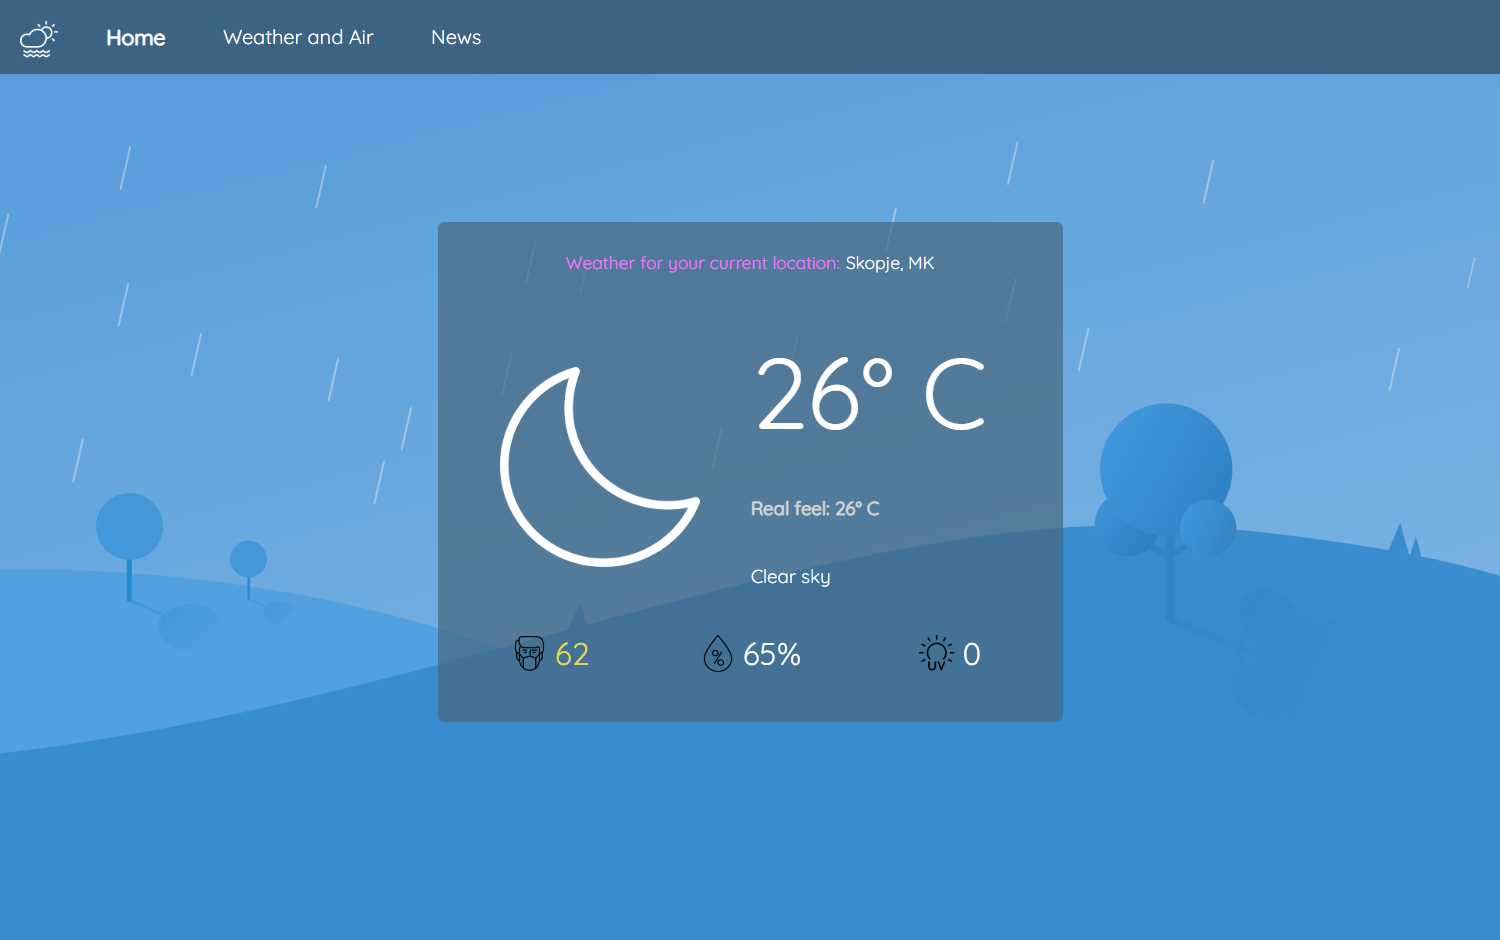 Home Weather and Air News
Weather for your current location: Skopje, MK
26° C
Real feel: 26° C
Clear sky
62 % 65% UV 0